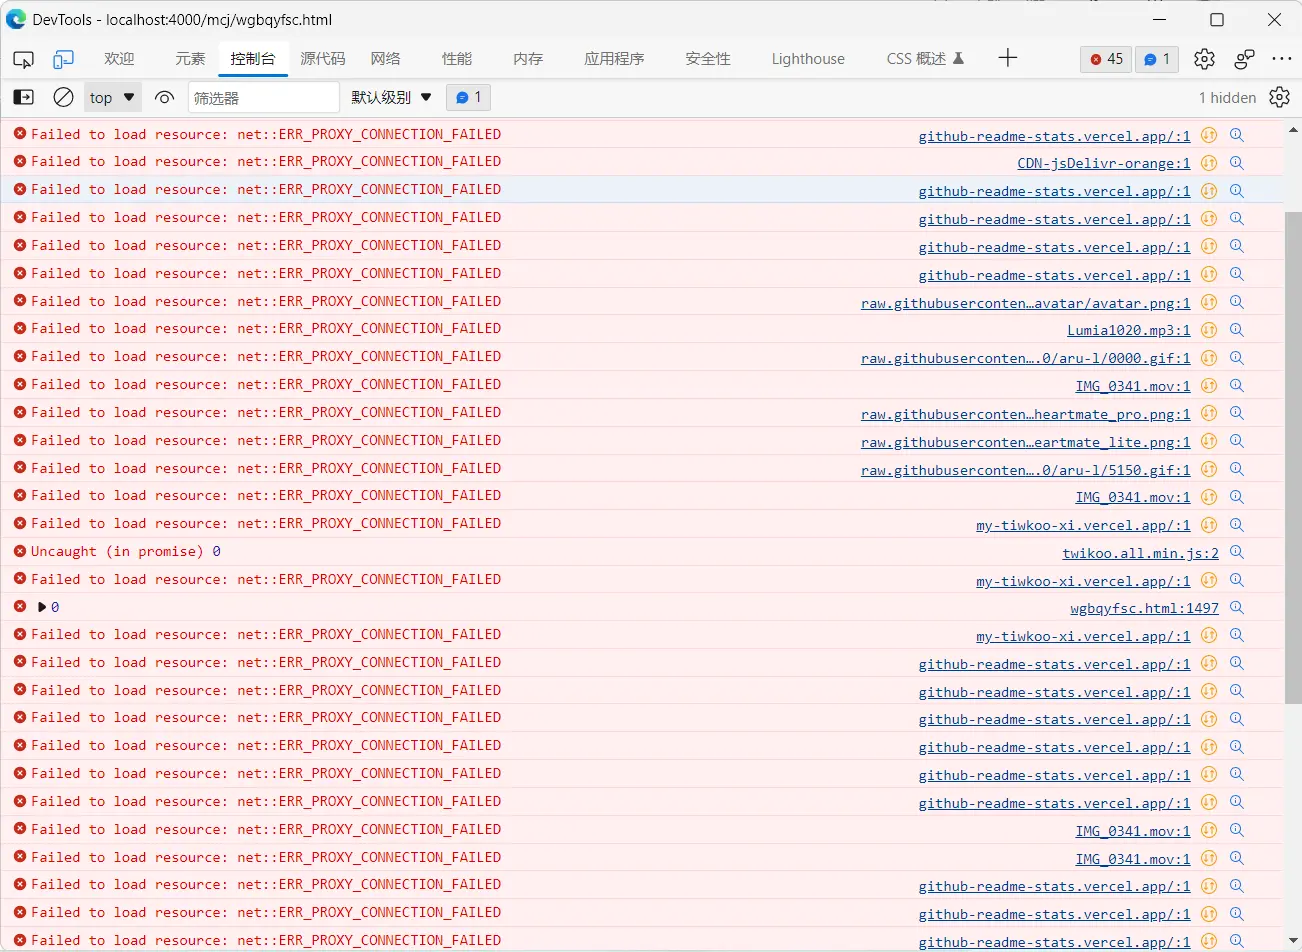 DevTools - localhost:4000/mcj/wgbqyfsc.html
欢迎 元素 控制台 源代码 网络 性能 内存 应用程序 安全性 Lighthouse CSS 概述 45 1
top 筛选器 默认级别 1 1 hidden
Failed to load resource: net::ERR_PROXY_CONNECTION_FAILED github-readme-stats.vercel.app/:1
Failed to load resource: net::ERR_PROXY_CONNECTION_FAILED CDN-jsDelivr-orange:1
Failed to load resource: net::ERR_PROXY_CONNECTION_FAILED github-readme-stats.vercel.app/:1
Failed to load resource: net::ERR_PROXY_CONNECTION_FAILED github-readme-stats.vercel.app/:1
Failed to load resource: net::ERR_PROXY_CONNECTION_FAILED github-readme-stats.vercel.app/:1
Failed to load resource: net::ERR_PROXY_CONNECTION_FAILED github-readme-stats.vercel.app/:1
Failed to load resource: net::ERR_PROXY_CONNECTION_FAILED raw.githubuserconten…avatar/avatar.png:1
Failed to load resource: net::ERR_PROXY_CONNECTION_FAILED Lumia1020.mp3:1
Failed to load resource: net::ERR_PROXY_CONNECTION_FAILED raw.githubuserconten….0/aru-l/0000.gif:1
Failed to load resource: net::ERR_PROXY_CONNECTION_FAILED IMG_0341.mov:1
Failed to load resource: net::ERR_PROXY_CONNECTION_FAILED raw.githubuserconten…heartmate_pro.png:1
Failed to load resource: net::ERR_PROXY_CONNECTION_FAILED raw.githubuserconten…eartmate_lite.png:1
Failed to load resource: net::ERR_PROXY_CONNECTION_FAILED raw.githubuserconten….0/aru-l/5150.gif:1
Failed to load resource: net::ERR_PROXY_CONNECTION_FAILED IMG_0341.mov:1
Failed to load resource: net::ERR_PROXY_CONNECTION_FAILED my-tiwkoo-xi.vercel.app/:1
Uncaught (in promise) 0 twikoo.all.min.js:2
Failed to load resource: net::ERR_PROXY_CONNECTION_FAILED my-tiwkoo-xi.vercel.app/:1
0 wgbqyfsc.html:1497
Failed to load resource: net::ERR_PROXY_CONNECTION_FAILED my-tiwkoo-xi.vercel.app/:1
Failed to load resource: net::ERR_PROXY_CONNECTION_FAILED github-readme-stats.vercel.app/:1
Failed to load resource: net::ERR_PROXY_CONNECTION_FAILED github-readme-stats.vercel.app/:1
Failed to load resource: net::ERR_PROXY_CONNECTION_FAILED github-readme-stats.vercel.app/:1
Failed to load resource: net::ERR_PROXY_CONNECTION_FAILED github-readme-stats.vercel.app/:1
Failed to load resource: net::ERR_PROXY_CONNECTION_FAILED github-readme-stats.vercel.app/:1
Failed to load resource: net::ERR_PROXY_CONNECTION_FAILED github-readme-stats.vercel.app/:1
Failed to load resource: net::ERR_PROXY_CONNECTION_FAILED IMG_0341.mov:1
Failed to load resource: net::ERR_PROXY_CONNECTION_FAILED IMG_0341.mov:1
Failed to load resource: net::ERR_PROXY_CONNECTION_FAILED github-readme-stats.vercel.app/:1
Failed to load resource: net::ERR_PROXY_CONNECTION_FAILED github-readme-stats.vercel.app/:1
Failed to load resource: net::ERR_PROXY_CONNECTION_FAILED github-readme-stats.vercel.app/:1